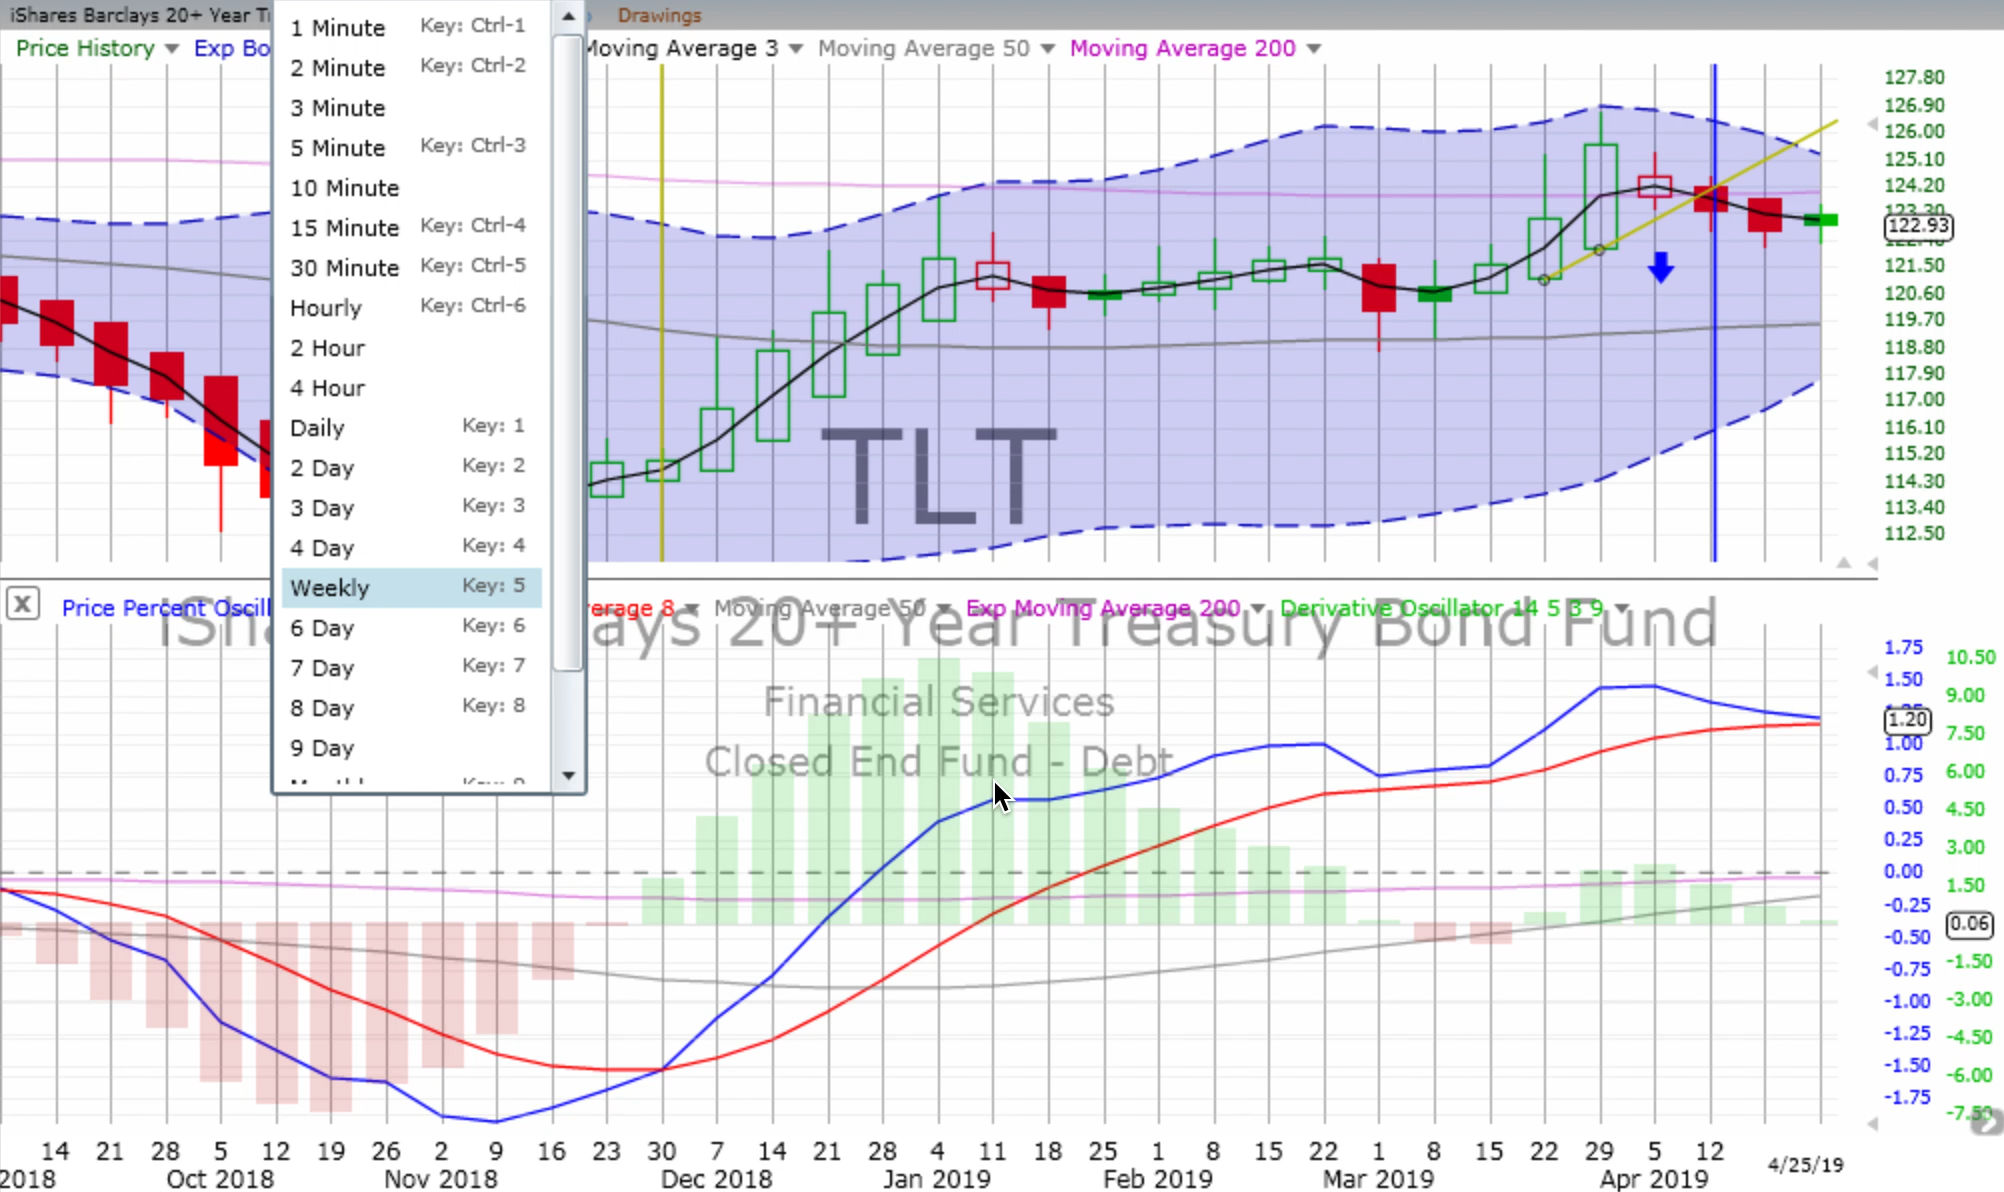 iShares Barclays 20+ Year Tr
Drawings
Price History
Exp Bo
Moving Average 3
Moving Average 50
Moving Average 200
1 Minute Key: Ctrl-1
2 Minute Key: Ctrl-2
3 Minute
5 Minute Key: Ctrl-3
10 Minute
15 Minute Key: Ctrl-4
30 Minute Key: Ctrl-5
Hourly Key: Ctrl-6
2 Hour
4 Hour
Daily Key: 1
2 Day Key: 2
3 Day Key: 3
4 Day Key: 4
Weekly Key: 5
6 Day Key: 6
7 Day Key: 7
8 Day Key: 8
9 Day
127.80
126.90
126.00
125.10
124.20
123.30
122.93
121.50
120.60
119.70
118.80
117.90
117.00
116.10
115.20
114.30
113.40
112.50
TLT
X
Price Percent Oscill
erage 8
Moving Average 50
Exp Moving Average 200
Derivative Oscillator 14 5 3 9
iSha ays 20+ Year Treasury Bond Fund
Financial Services
Closed End Fund - Debt
1.75
1.50
1.20
1.00
0.75
0.50
0.25
0.00
-0.25
-0.50
-0.75
-1.00
-1.25
-1.50
-1.75
10.50
9.00
7.50
6.00
4.50
3.00
1.50
0.06
-1.50
-3.00
-4.50
-6.00
-7.50
14 21 28 5 12 19 26 2 9 16 23 30 7 14 21 28 4 11 18 25 1 8 15 22 1 8 15 22 29 5 12 4/25/19
2018 Oct 2018 Nov 2018 Dec 2018 Jan 2019 Feb 2019 Mar 2019 Apr 2019